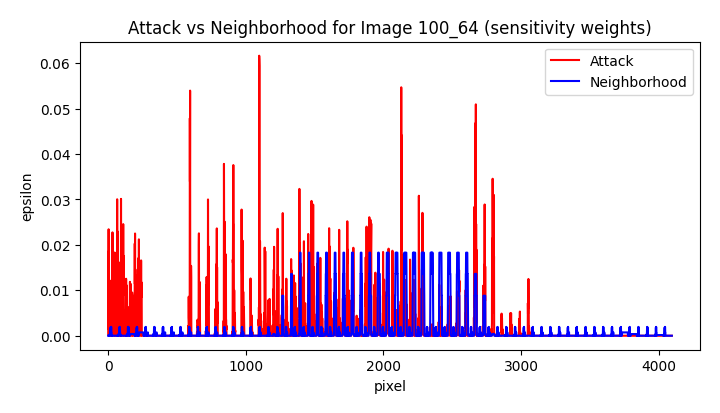 Attack vs Neighborhood for Image 100_64 (sensitivity weights)
Attack
Neighborhood
0.06
0.05
0.04
0.03
0.02
0.01
0.00
epsilon
0
1000
2000
3000
4000
pixel